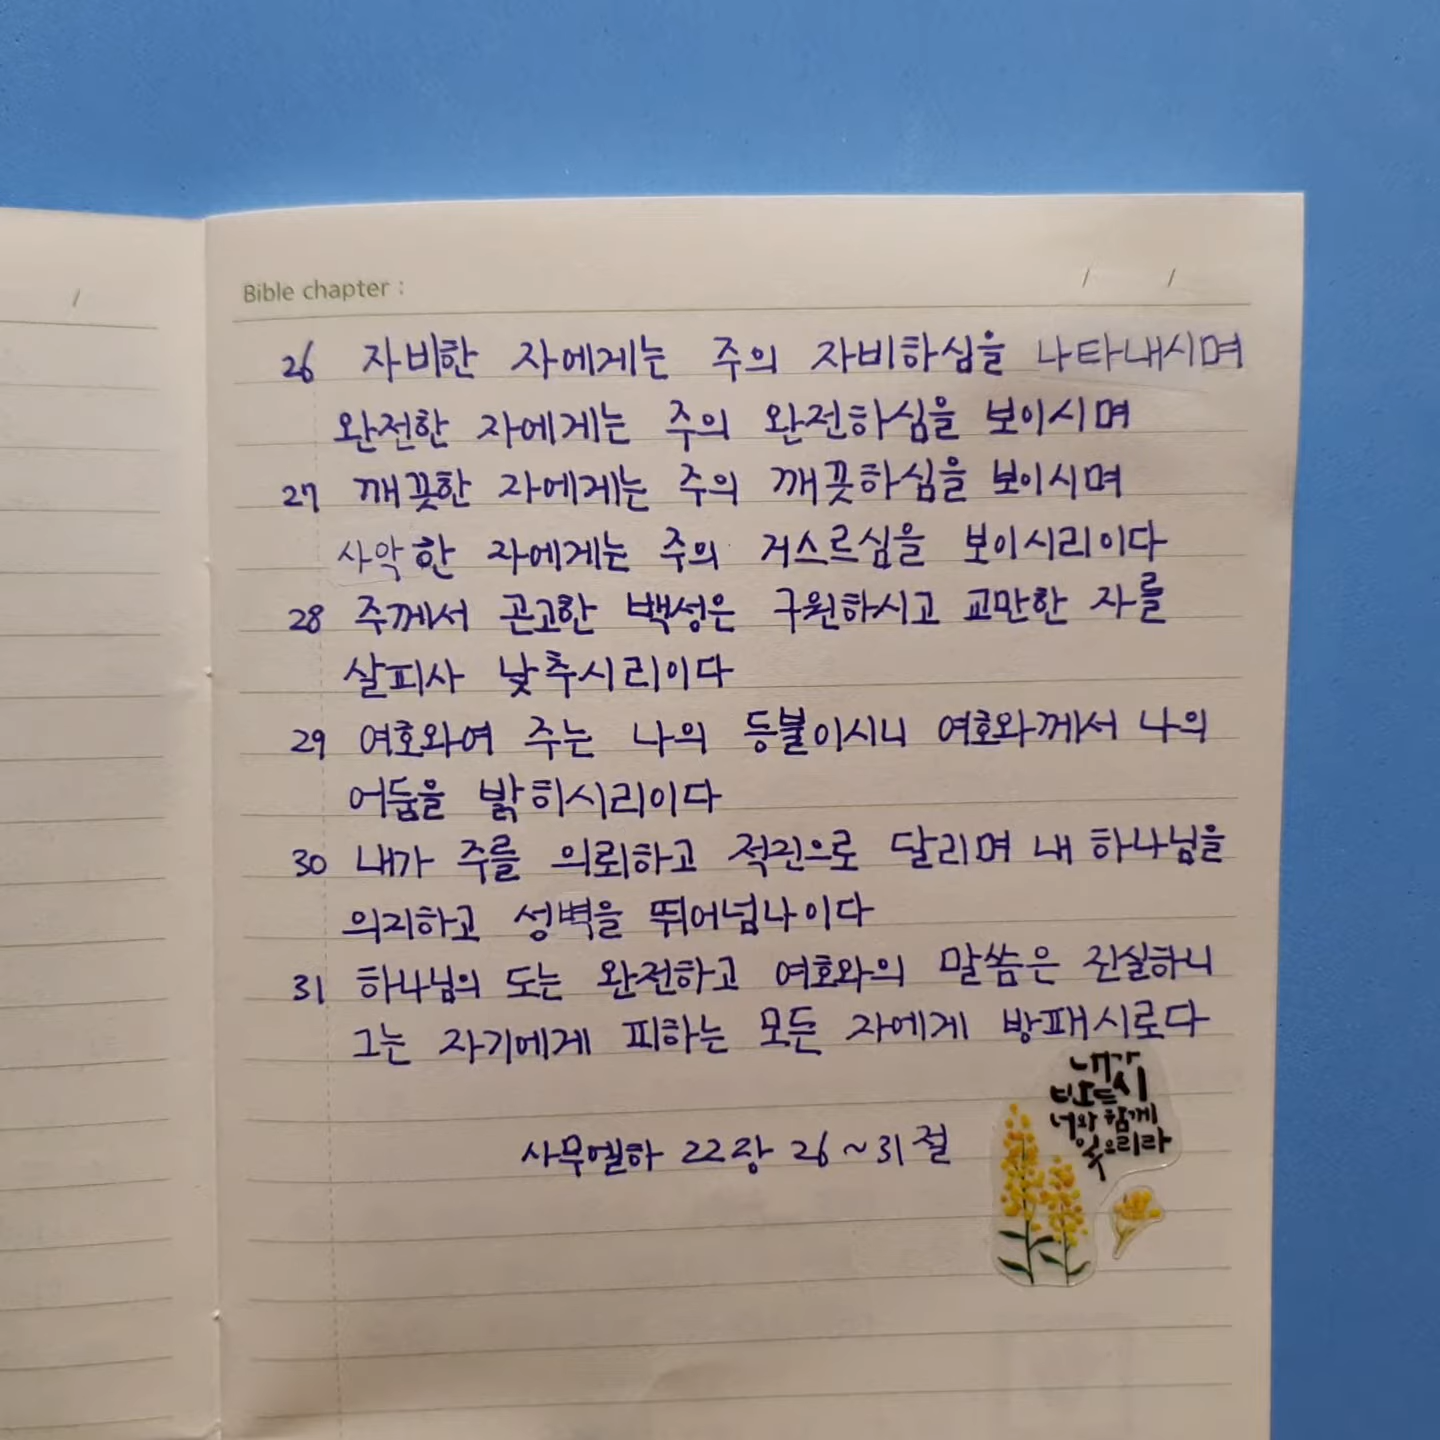 Bible chapter :
/ /
/
26 자비한 자에게는 주의 자비하심을 나타내시며
완전한 자에게는 주의 완전하심을 보이시며
27 깨끗한 자에게는 주의 깨끗하심을 보이시며
사악한 자에게는 주의 거스르심을 보이시리이다
28 주께서 곤고한 백성은 구원하시고 교만한 자를
살피사 낮추시리이다
29 여호와여 주는 나의 등불이시니 여호와께서 나의
어둠을 밝히시리이다
30 내가 주를 의뢰하고 적진으로 달리며 내 하나님을
의지하고 성벽을 뛰어넘나이다
31 하나님의 도는 완전하고 여호와의 말씀은 진실하니
그는 자기에게 피하는 모든 자에게 방패시로다
사무엘하 22장 26~31절
내가
반드시
너와 함께
있으리라